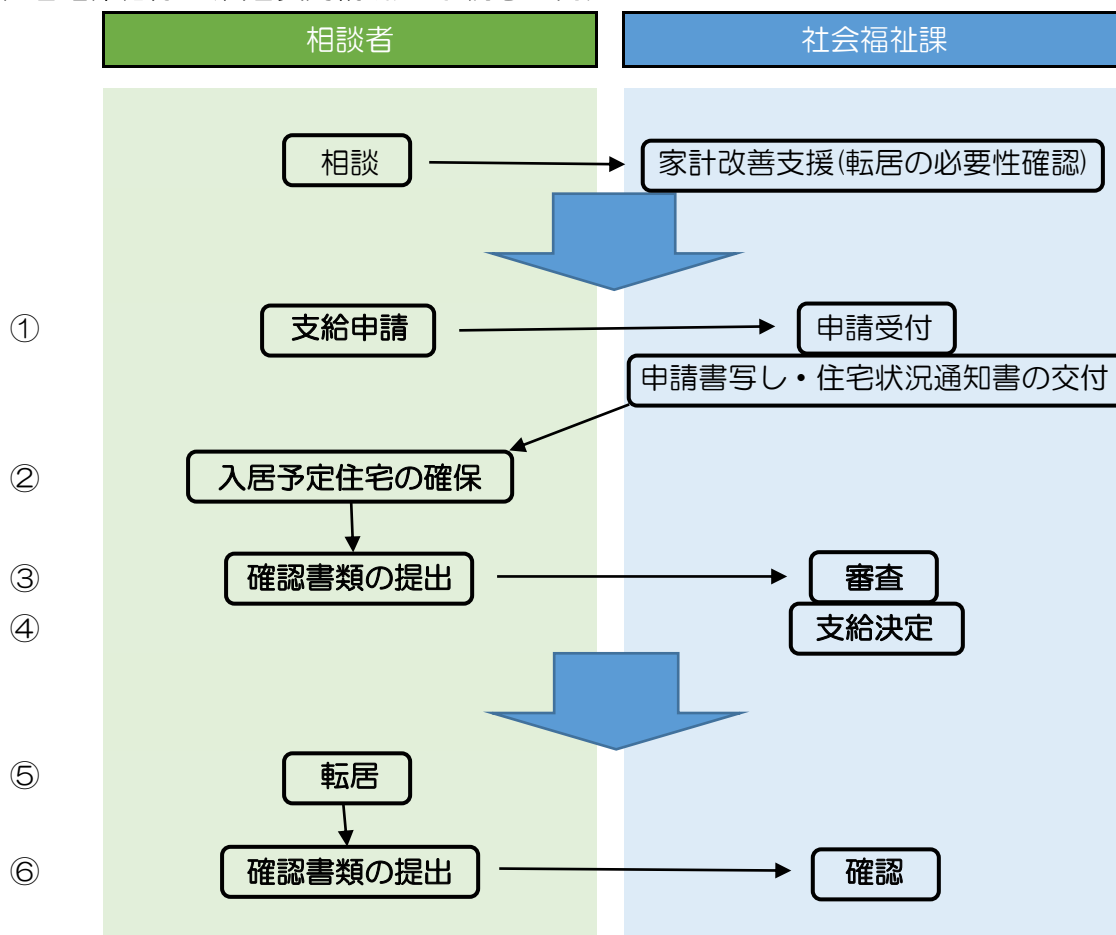 相談者
社会福祉課
相談
家計改善支援(転居の必要性確認)
①
支給申請
申請受付
申請書写し・住宅状況通知書の交付
②
入居予定住宅の確保
③
確認書類の提出
審査
④
支給決定
⑤
転居
⑥
確認書類の提出
確認